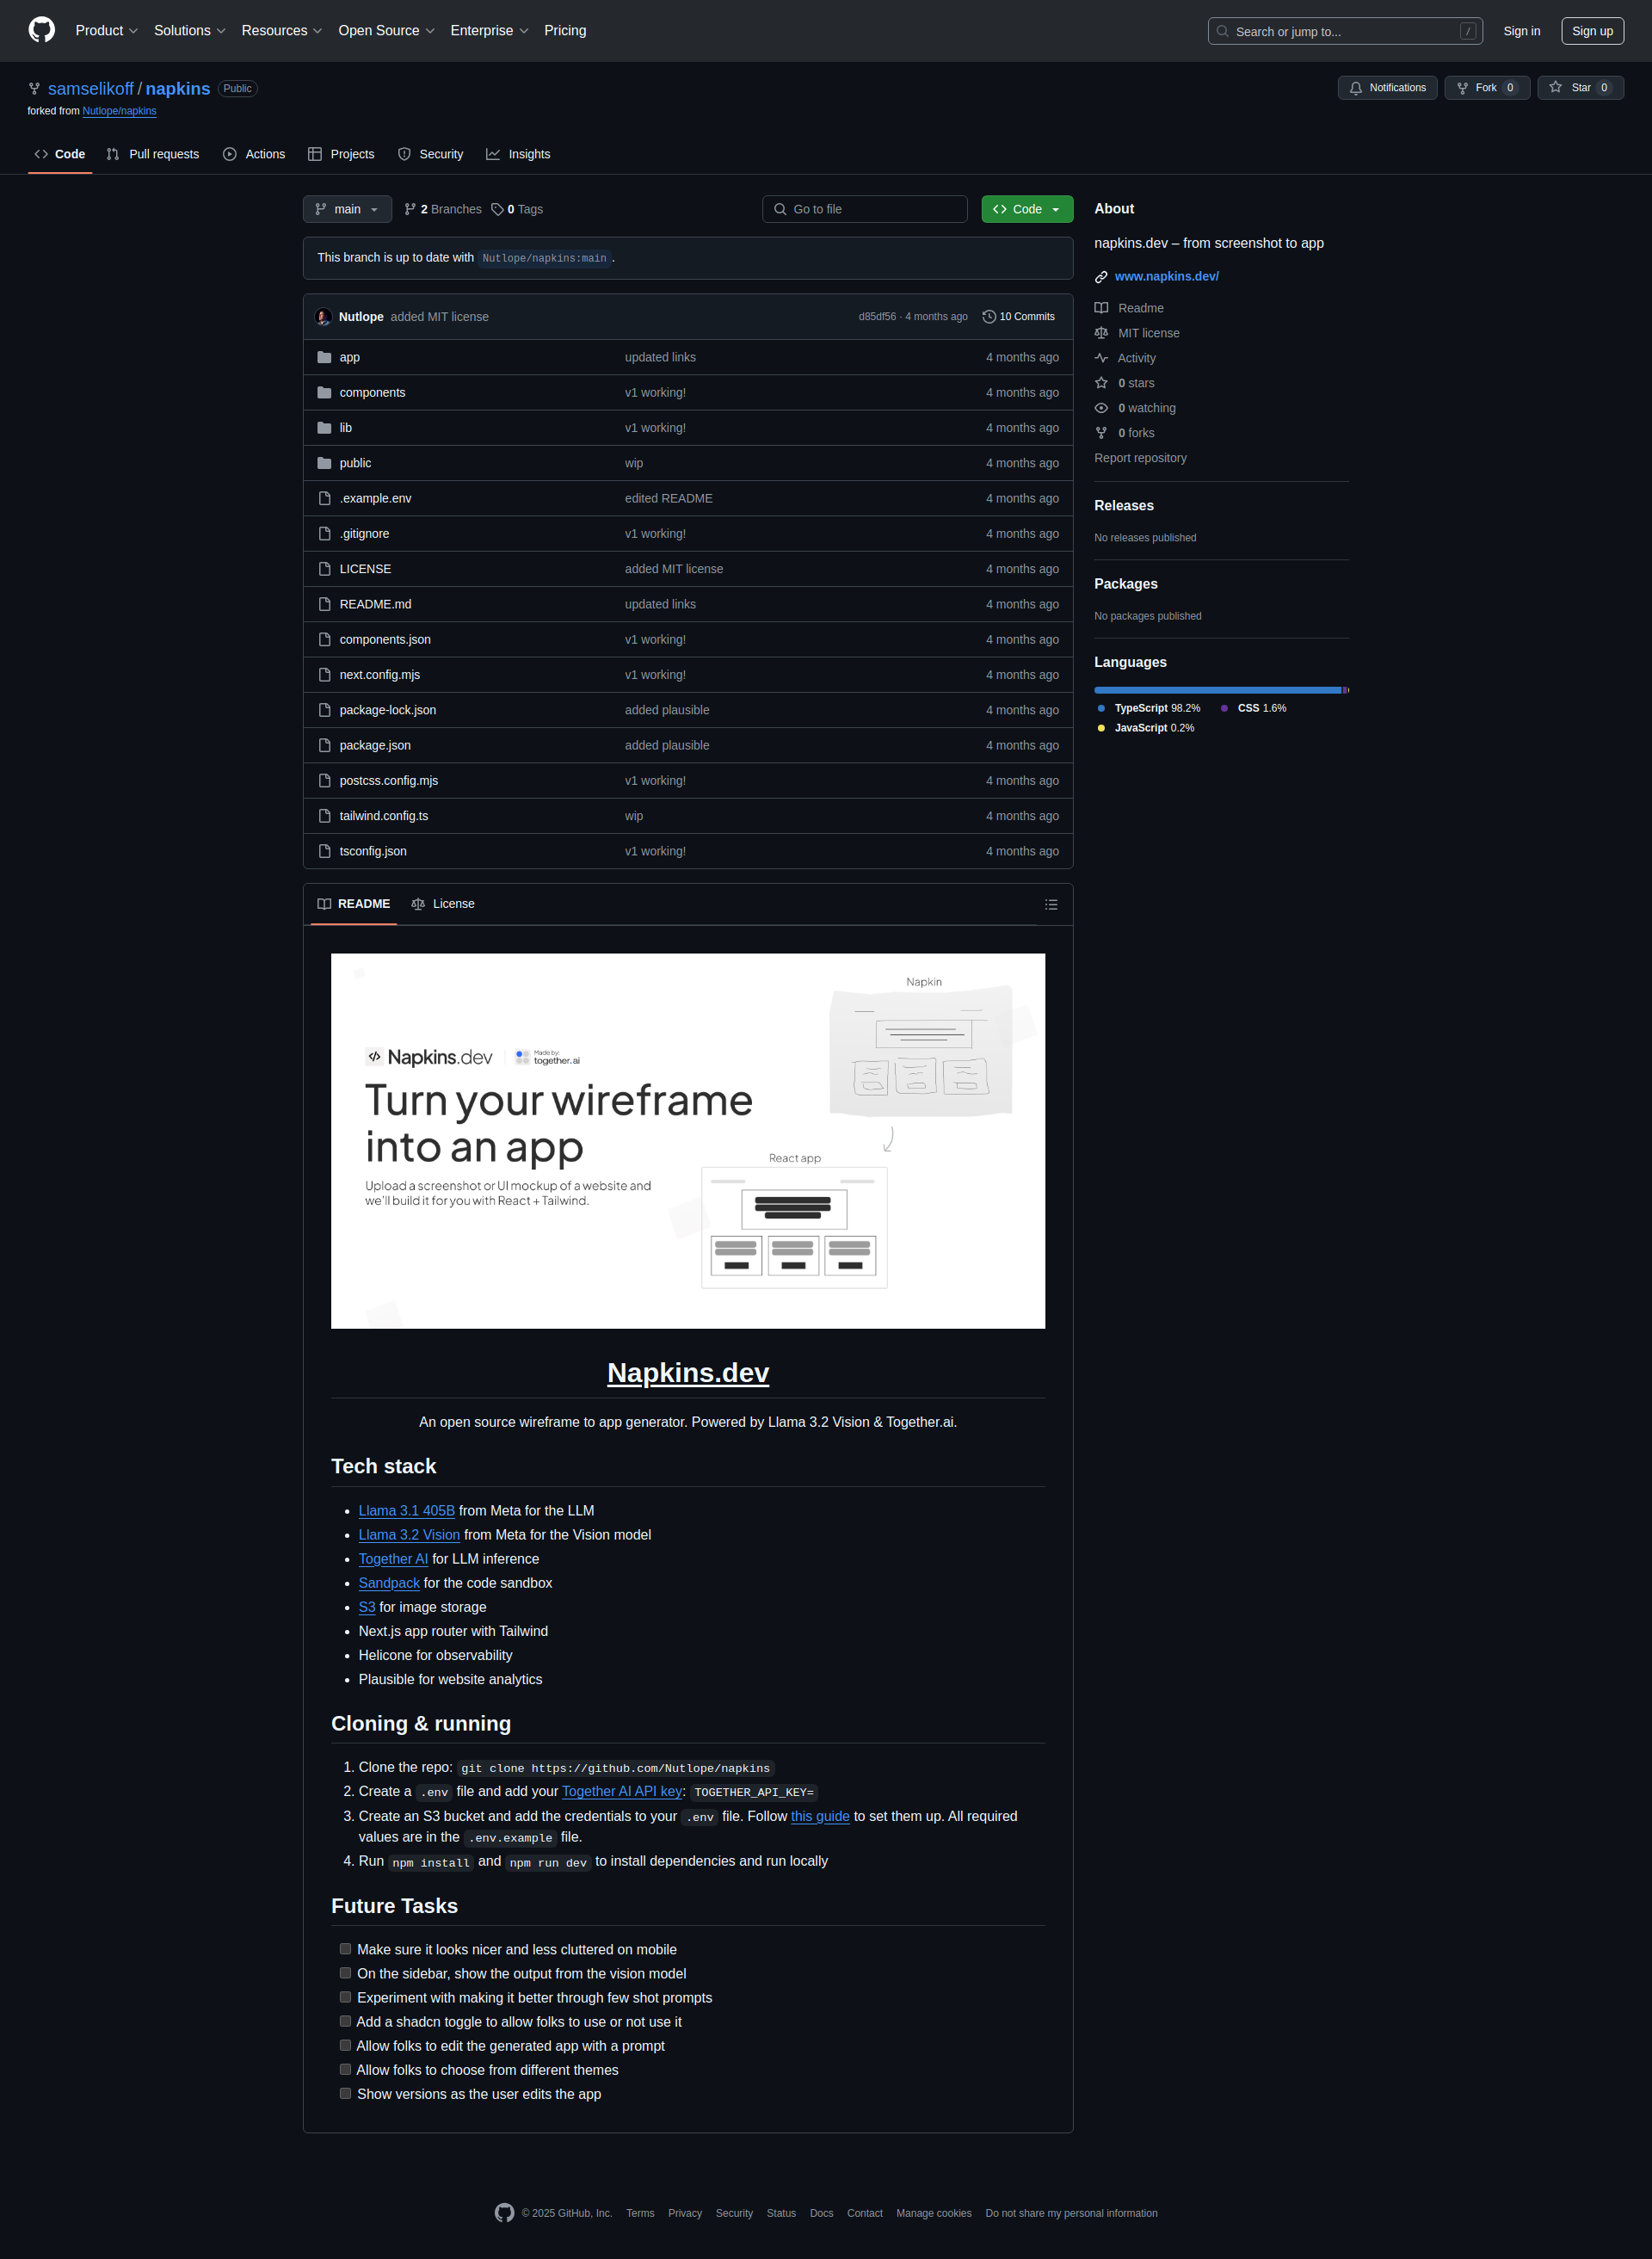 Product Solutions Resources Open Source Enterprise Pricing
Search or jump to... /
Sign in
Sign up
samselikoff / napkins Public
Notifications Fork 0 Star 0
forked from Nutlope/napkins
Code Pull requests Actions Projects Security Insights
main 2 Branches 0 Tags
Go to file
Code
This branch is up to date with Nutlope/napkins:main.
Nutlope added MIT license d85df56 · 4 months ago 10 Commits
app updated links 4 months ago
components v1 working! 4 months ago
lib v1 working! 4 months ago
public wip 4 months ago
.example.env edited README 4 months ago
.gitignore v1 working! 4 months ago
LICENSE added MIT license 4 months ago
README.md updated links 4 months ago
components.json v1 working! 4 months ago
next.config.mjs v1 working! 4 months ago
package-lock.json added plausible 4 months ago
package.json added plausible 4 months ago
postcss.config.mjs v1 working! 4 months ago
tailwind.config.ts wip 4 months ago
tsconfig.json v1 working! 4 months ago
About
napkins.dev – from screenshot to app
www.napkins.dev/
Readme
MIT license
Activity
0 stars
0 watching
0 forks
Report repository
Releases
No releases published
Packages
No packages published
Languages
TypeScript 98.2% CSS 1.6%
JavaScript 0.2%
README License
Napkin
</> Napkins.dev Made by: together.ai
Turn your wireframe
into an app
Upload a screenshot or UI mockup of a website and
we'll build it for you with React + Tailwind.
React app
Napkins.dev
An open source wireframe to app generator. Powered by Llama 3.2 Vision & Together.ai.
Tech stack
• Llama 3.1 405B from Meta for the LLM
• Llama 3.2 Vision from Meta for the Vision model
• Together AI for LLM inference
• Sandpack for the code sandbox
• S3 for image storage
• Next.js app router with Tailwind
• Helicone for observability
• Plausible for website analytics
Cloning & running
1. Clone the repo: git clone https://github.com/Nutlope/napkins
2. Create a .env file and add your Together AI API key: TOGETHER_API_KEY=
3. Create an S3 bucket and add the credentials to your .env file. Follow this guide to set them up. All required
values are in the .env.example file.
4. Run npm install and npm run dev to install dependencies and run locally
Future Tasks
Make sure it looks nicer and less cluttered on mobile
On the sidebar, show the output from the vision model
Experiment with making it better through few shot prompts
Add a shadcn toggle to allow folks to use or not use it
Allow folks to edit the generated app with a prompt
Allow folks to choose from different themes
Show versions as the user edits the app
© 2025 GitHub, Inc. Terms Privacy Security Status Docs Contact Manage cookies Do not share my personal information